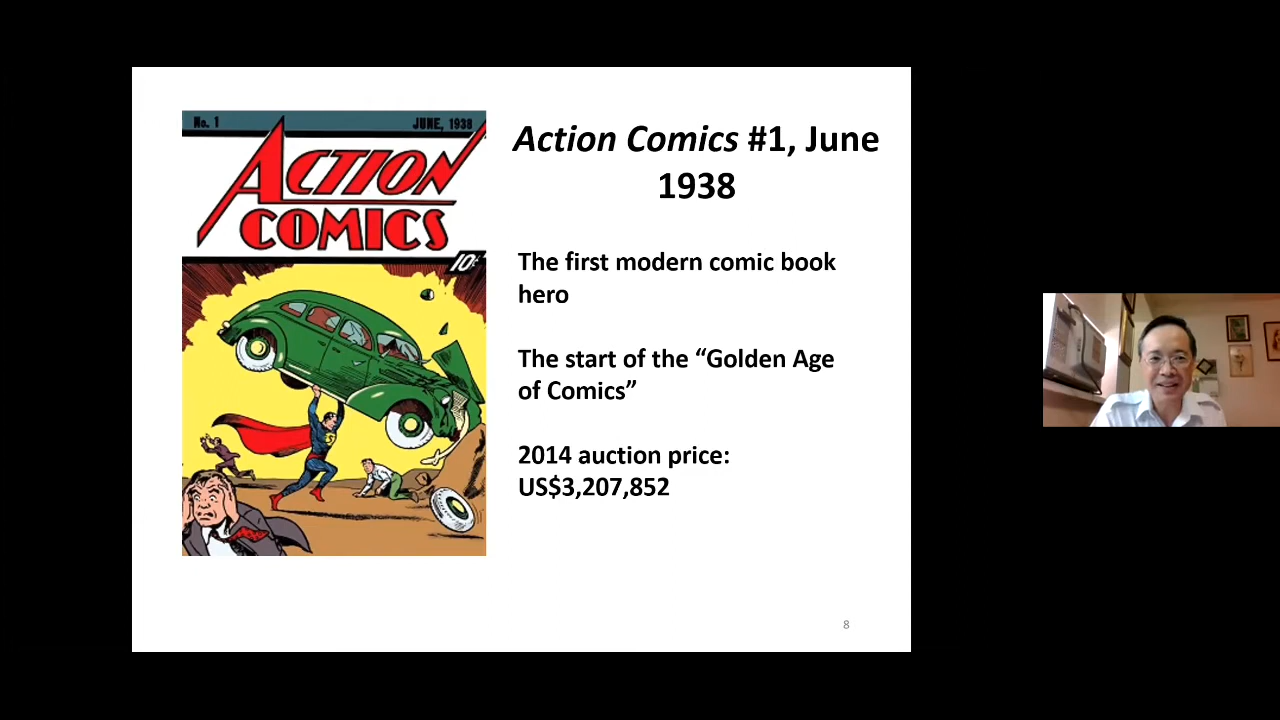 No. 1
JUNE, 1938
ACTION
COMICS
10¢
Action Comics #1, June
1938
The first modern comic book
hero
The start of the “Golden Age
of Comics”
2014 auction price:
US$3,207,852
8